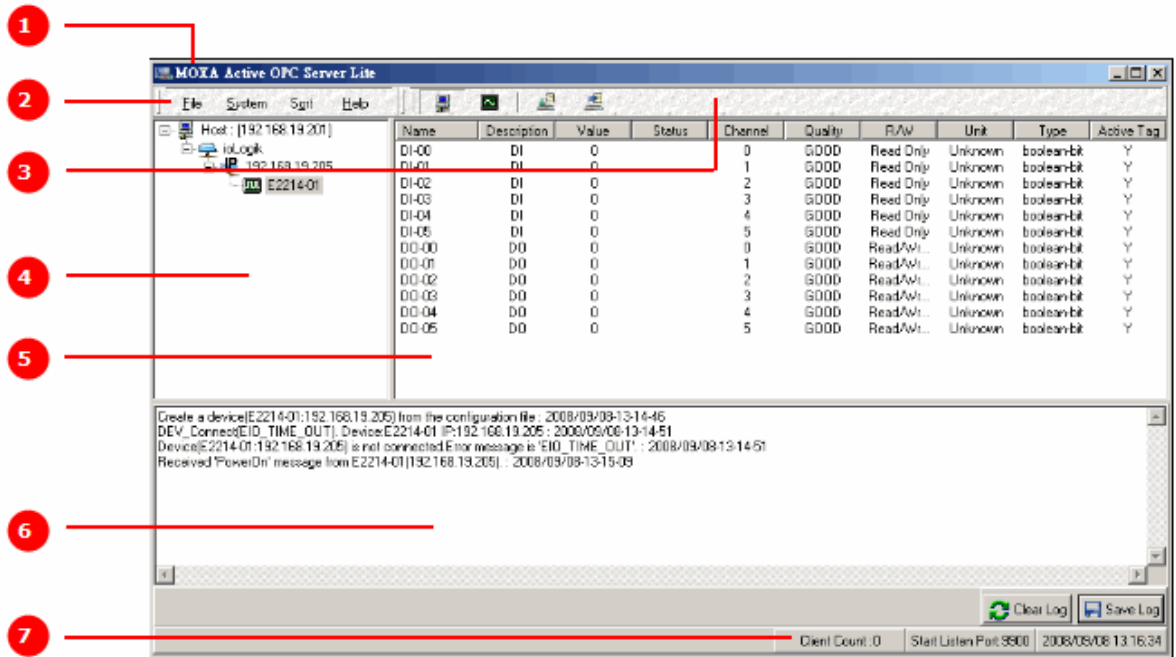 1
MOXA Active OPC Server Lite
2
File System Sort Help
Host : [192.168.19.201]
ioLogik
192.168.19.205
E2214-01
3
4
Name Description Value Status Channel Quality R/W Unit Type Active Tag
DI-00 DI 0 0 GOOD Read Only Unknown boolean-bit Y
DI-01 DI 0 1 GOOD Read Only Unknown boolean-bit Y
DI-02 DI 0 2 GOOD Read Only Unknown boolean-bit Y
DI-03 DI 0 3 GOOD Read Only Unknown boolean-bit Y
DI-04 DI 0 4 GOOD Read Only Unknown boolean-bit Y
DI-05 DI 0 5 GOOD Read Only Unknown boolean-bit Y
DO-00 DO 0 0 GOOD Read/Wr... Unknown boolean-bit Y
DO-01 DO 0 1 GOOD Read/Wr... Unknown boolean-bit Y
DO-02 DO 0 2 GOOD Read/Wr... Unknown boolean-bit Y
DO-03 DO 0 3 GOOD Read/Wr... Unknown boolean-bit Y
DO-04 DO 0 4 GOOD Read/Wr... Unknown boolean-bit Y
DO-05 DO 0 5 GOOD Read/Wr... Unknown boolean-bit Y
5
Create a device(E2214-01:192.168.19.205) from the configuration file : 2008/09/08-13-14-46
DEV_Connect(EIO_TIME_OUT). Device:E2214-01 IP:192.168.19.205 : 2008/09/08-13-14-51
Device(E2214-01:192.168.19.205) is not connected.Error message is 'EIO_TIME_OUT'. : 2008/09/08-13-14-51
Received 'PowerOn' message from E2214-01(192.168.19.205). : 2008/09/08-13-15-09
6
Clear Log Save Log
7
Client Count :0 Start Listen Port:9900 2008/09/08 13:16:34